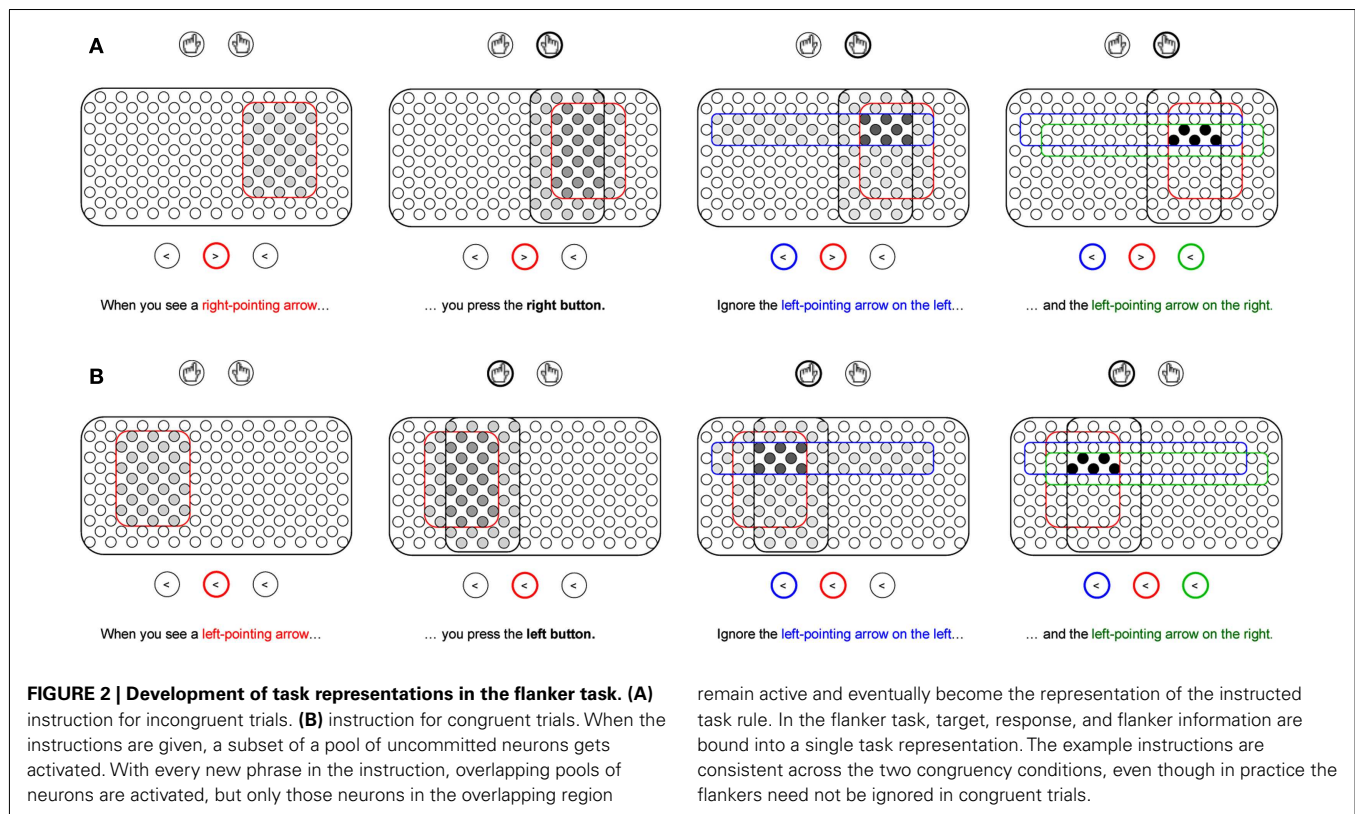 A
< > <
< > <
< > <
< > <
When you see a right-pointing arrow…
… you press the right button.
Ignore the left-pointing arrow on the left…
… and the left-pointing arrow on the right.
B
< < <
< < <
< < <
< < <
When you see a left-pointing arrow…
… you press the left button.
Ignore the left-pointing arrow on the left…
… and the left-pointing arrow on the right.
FIGURE 2 | Development of task representations in the flanker task. (A)
instruction for incongruent trials. (B) instruction for congruent trials. When the
instructions are given, a subset of a pool of uncommitted neurons gets
activated. With every new phrase in the instruction, overlapping pools of
neurons are activated, but only those neurons in the overlapping region
remain active and eventually become the representation of the instructed
task rule. In the flanker task, target, response, and flanker information are
bound into a single task representation. The example instructions are
consistent across the two congruency conditions, even though in practice the
flankers need not be ignored in congruent trials.